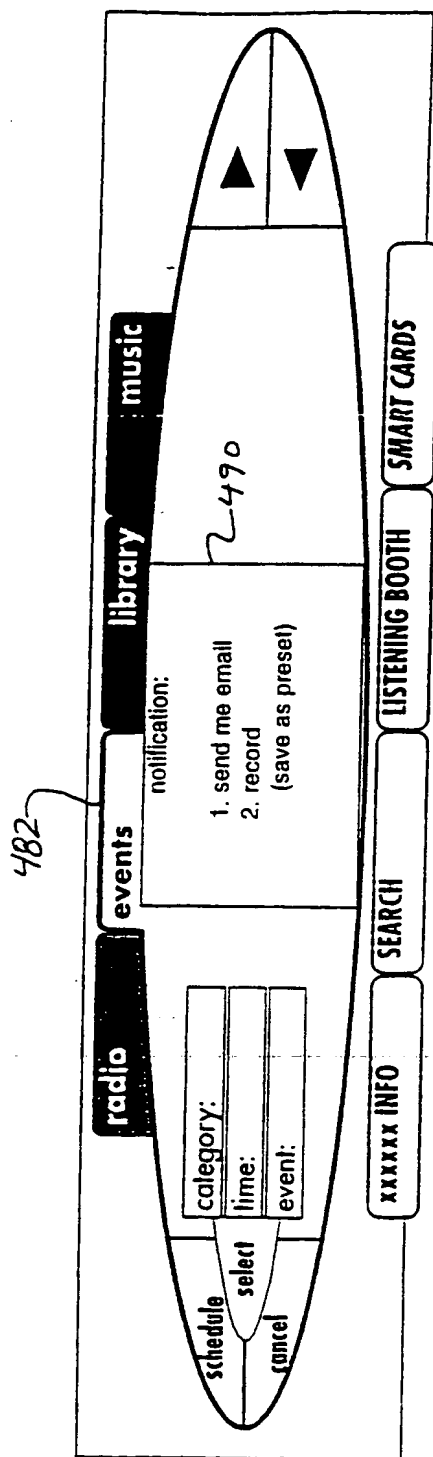 482
radio
events
library
music
schedule
select
cancel
category:
time:
event:
notification:
1. send me email
2. record
(save as preset)
490
xxxxxx INFO
SEARCH
LISTENING BOOTH
SMART CARDS